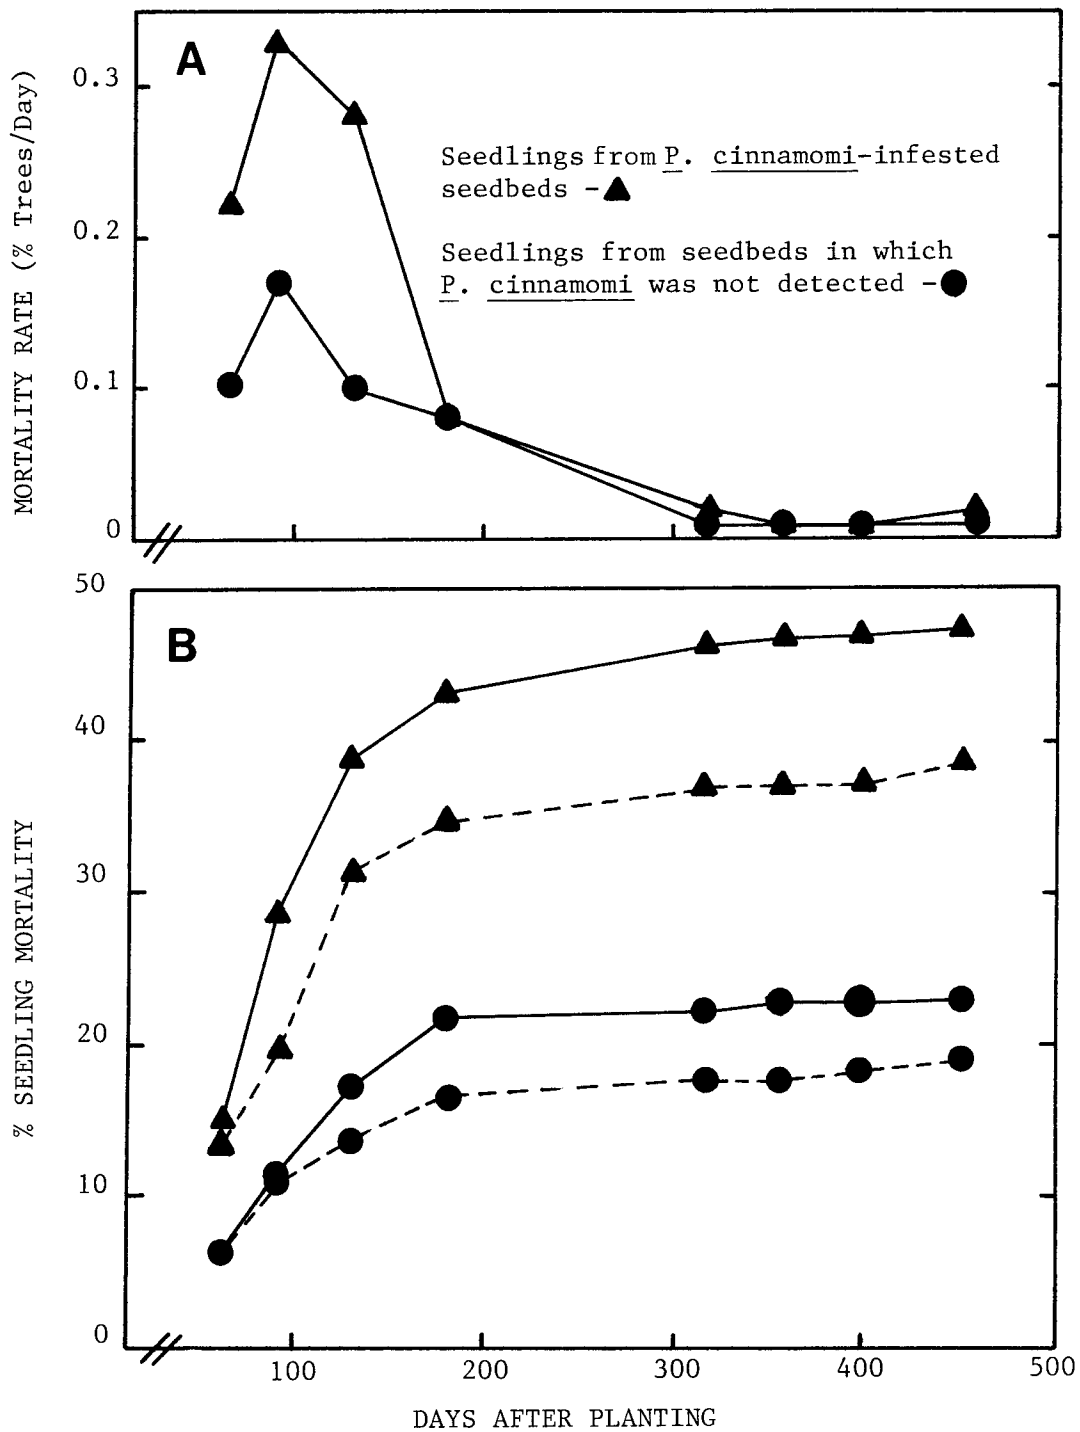 A
MORTALITY RATE (% Trees/Day)
0.3
0.2
0.1
0
Seedlings from P. cinnamomi-infested
seedbeds -▲
Seedlings from seedbeds in which
P. cinnamomi was not detected -●
B
% SEEDLING MORTALITY
50
40
30
20
10
0
100
200
300
400
500
DAYS AFTER PLANTING